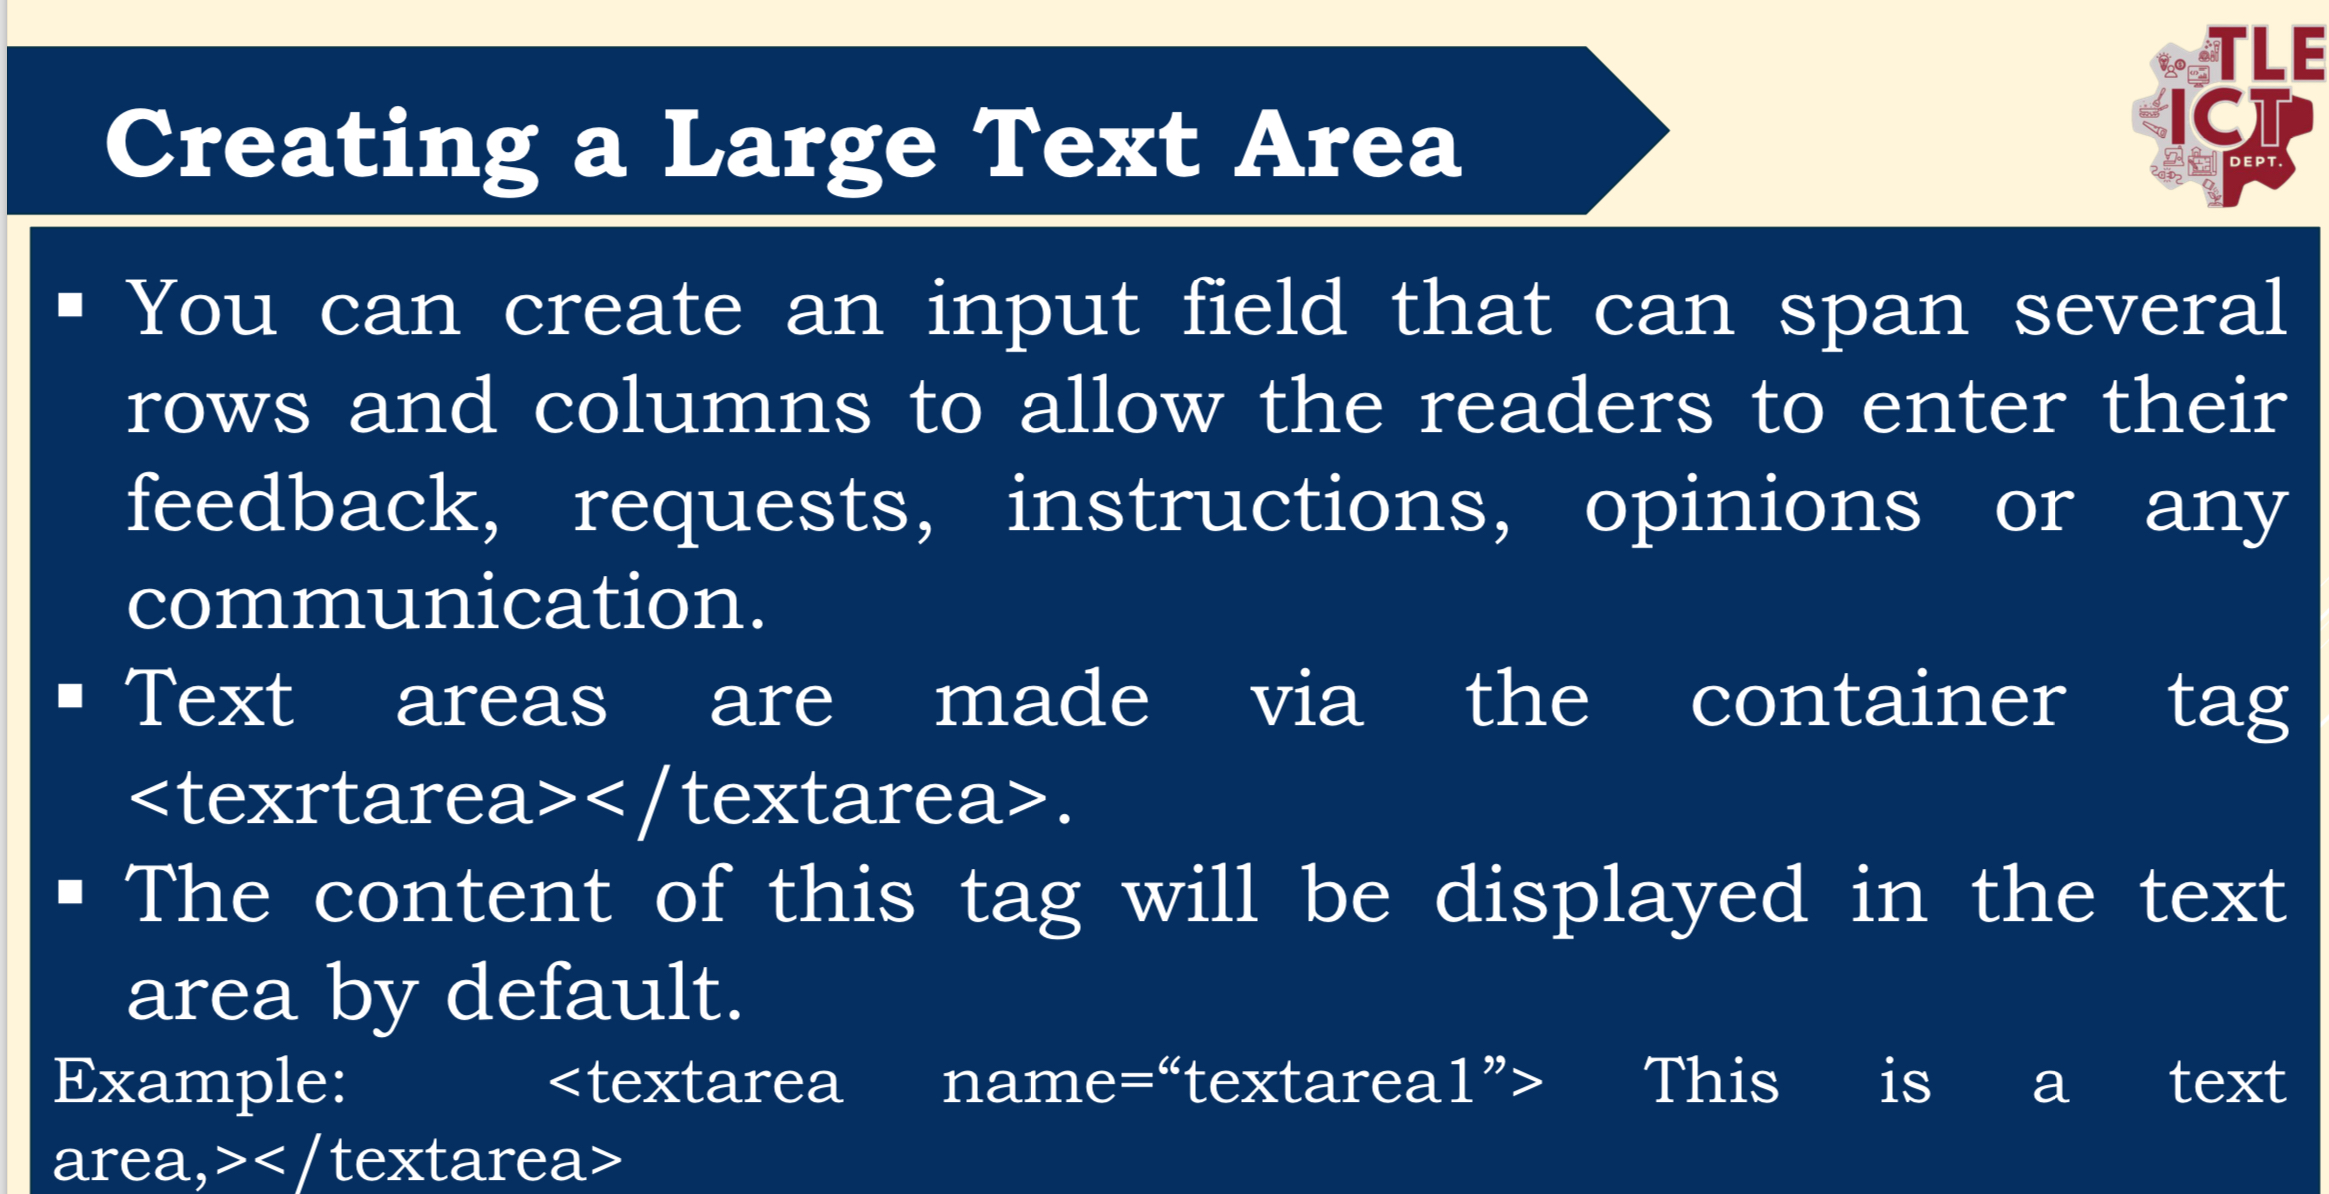 Creating a Large Text Area
TLE
ICT
DEPT.
▪ You can create an input field that can span several
rows and columns to allow the readers to enter their
feedback, requests, instructions, opinions or any
communication.
▪ Text areas are made via the container tag
<texrtarea></textarea>.
▪ The content of this tag will be displayed in the text
area by default.
Example: <textarea name=“textarea1”> This is a text
area,></textarea>